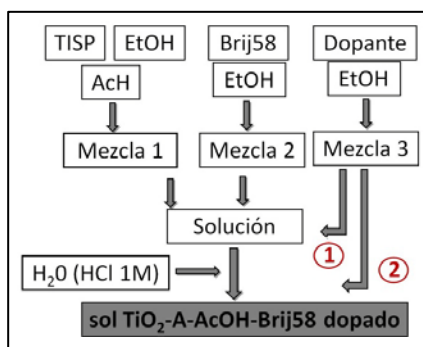 TISP EtOH Brij58 Dopante
AcH EtOH EtOH
Mezcla 1 Mezcla 2 Mezcla 3
Solución
1
H₂0 (HCl 1M)
2
sol TiO₂-A-AcOH-Brij58 dopado